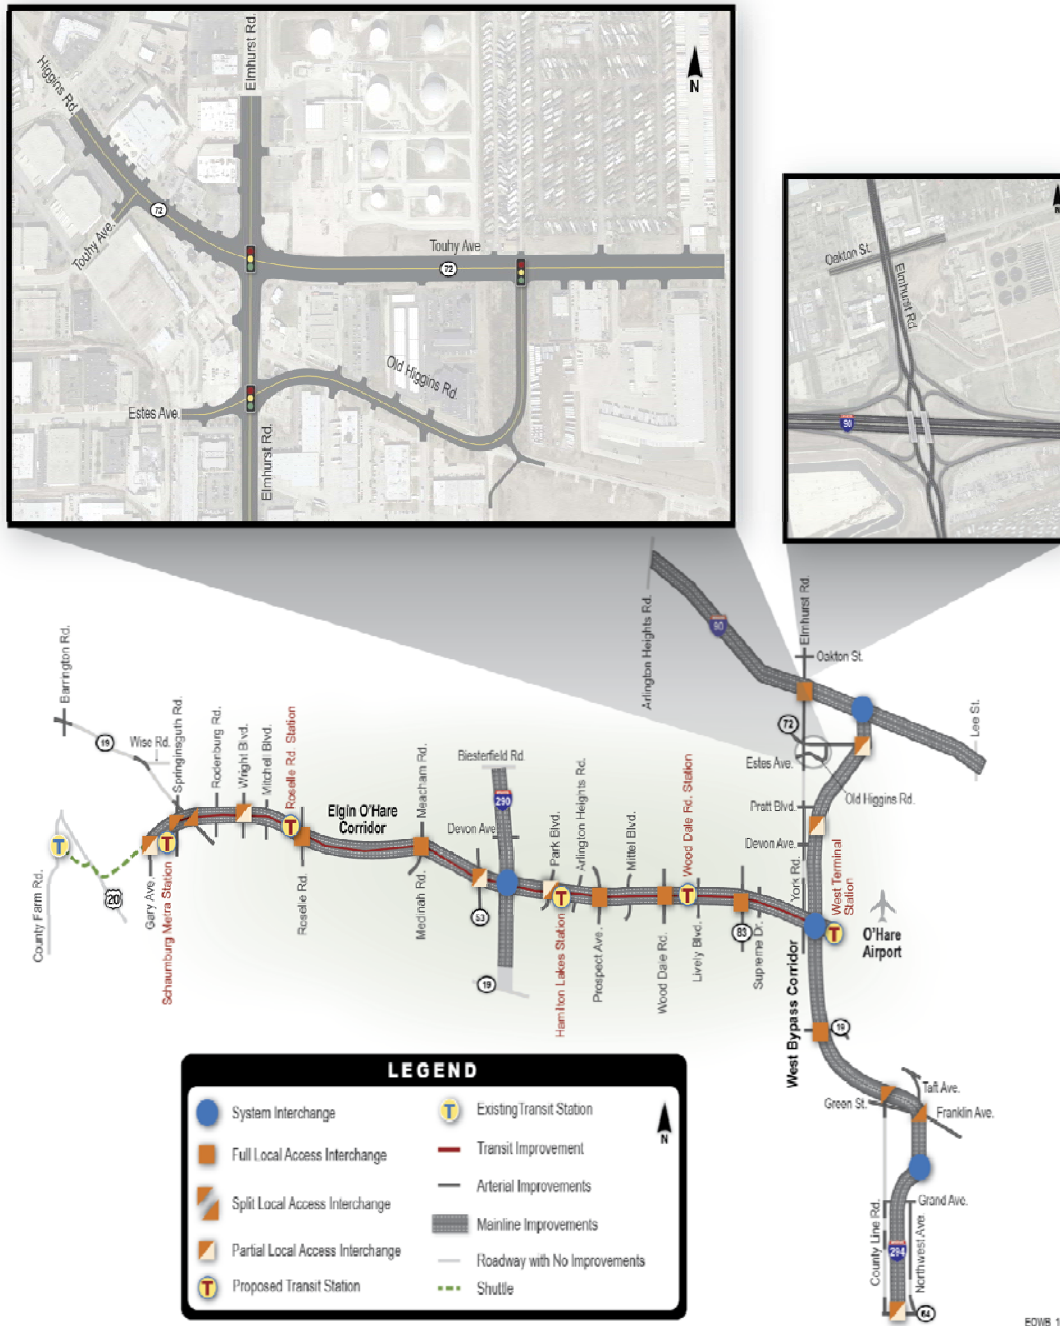 Higgins Rd.
Elmhurst Rd.
N
Touhy Ave.
72
Touhy Ave.
72
Old Higgins Rd.
Estes Ave.
Elmhurst Rd.
N
Oakton St.
Elmhurst Rd.
90
Arlington Heights Rd.
90
Elmhurst Rd.
Oakton St.
Lee St.
72
Estes Ave.
Old Higgins Rd.
Pratt Blvd.
Devon Ave.
York Rd.
West Terminal
Station
O'Hare
Airport
Barrington Rd.
19
Wise Rd.
Springinsguth Rd.
Rodenburg Rd.
Wright Blvd.
Mitchell Blvd.
Roselle Rd. Station
Elgin O'Hare
Corridor
Meacham Rd.
Biesterfield Rd.
290
Devon Ave.
Park Blvd.
Arlington Heights Rd.
Mittel Blvd.
Wood Dale Rd. Station
T
County Farm Rd.
20
Gary Ave.
T
Schaumburg Metra Station
T
Roselle Rd.
Medinah Rd.
53
19
T
Hamilton Lakes Station
Prospect Ave.
Wood Dale Rd.
T
Lively Blvd.
83
Supreme Dr.
T
West Bypass Corridor
19
Green St.
Taft Ave.
Franklin Ave.
County Line Rd.
Grand Ave.
294
Northwest Ave.
64
LEGEND
System Interchange
Full Local Access Interchange
Split Local Access Interchange
Partial Local Access Interchange
T Proposed Transit Station
T Existing Transit Station
Transit Improvement
Arterial Improvements
Mainline Improvements
Roadway with No Improvements
Shuttle
N